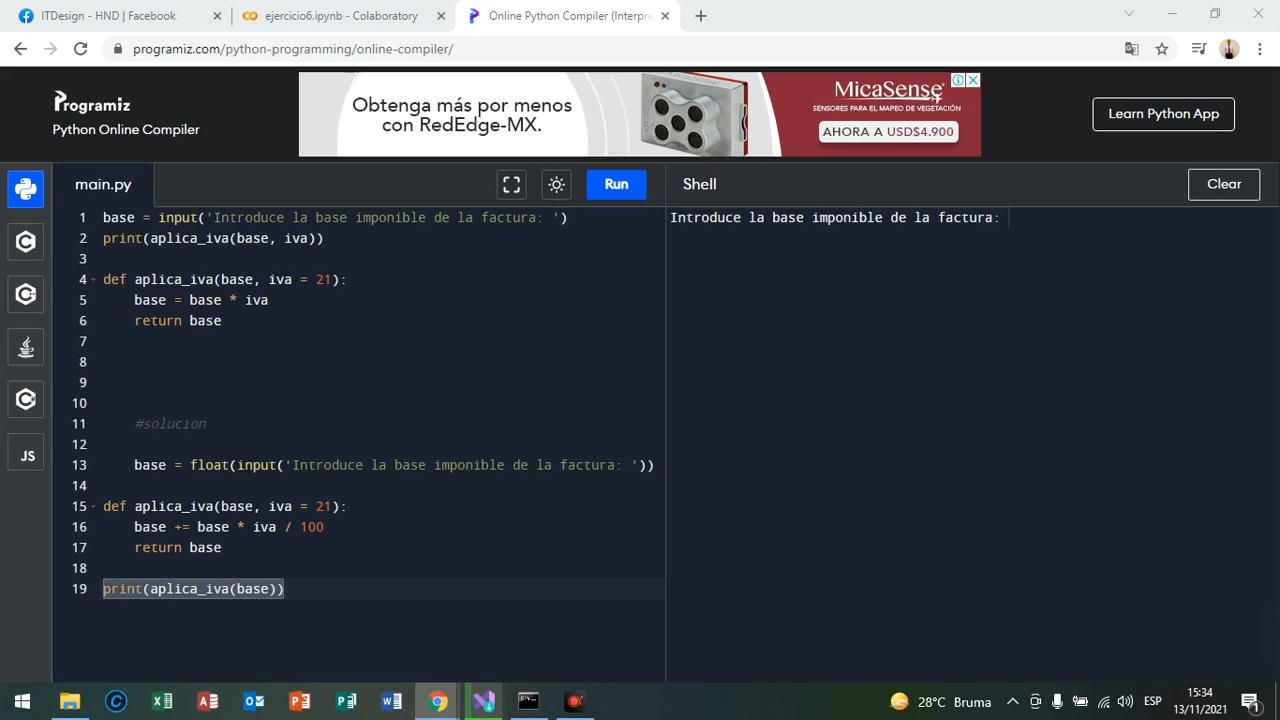 ITDesign - HND | Facebook
ejercicio6.ipynb - Colaboratory
Online Python Compiler (Interpre
programiz.com/python-programming/online-compiler/
Programiz
Python Online Compiler
Obtenga más por menos
con RedEdge-MX.
MicaSense
SENSORES PARA EL MAPEO DE VEGETACIÓN
AHORA A USD$4.900
Learn Python App
main.py
Run
Shell
Clear
1 base = input('Introduce la base imponible de la factura: ')
2 print(aplica_iva(base, iva))
3
4 def aplica_iva(base, iva = 21):
5     base = base * iva
6     return base
7
8
9
10
11     #solucion
12
13     base = float(input('Introduce la base imponible de la factura: '))
14
15 def aplica_iva(base, iva = 21):
16     base += base * iva / 100
17     return base
18
19 print(aplica_iva(base))
Introduce la base imponible de la factura:
JS
28°C Bruma
ESP
15:34
13/11/2021
1